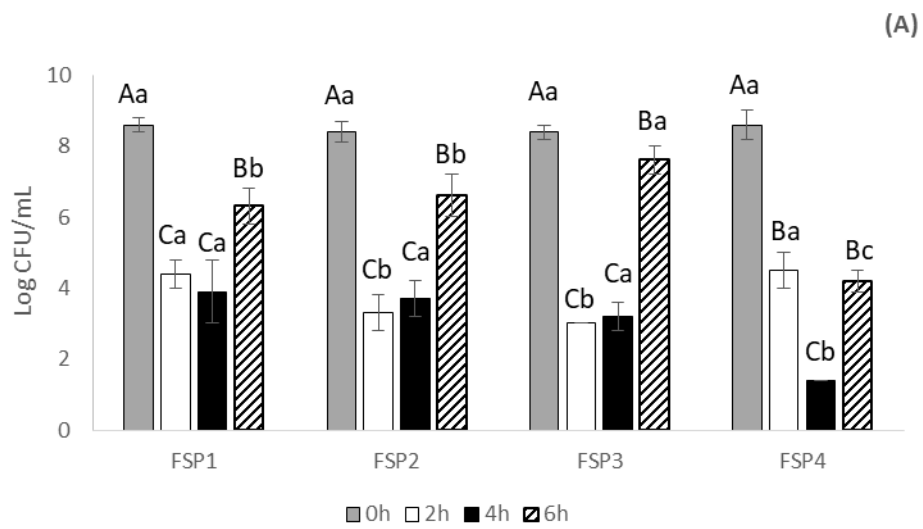 (A)
10
8
6
4
2
0
Log CFU/mL
Aa Ca Ca Bb
Aa Cb Ca Bb
Aa Cb Ca Ba
Aa Ba Cb Bc
FSP1 FSP2 FSP3 FSP4
0h 2h 4h 6h